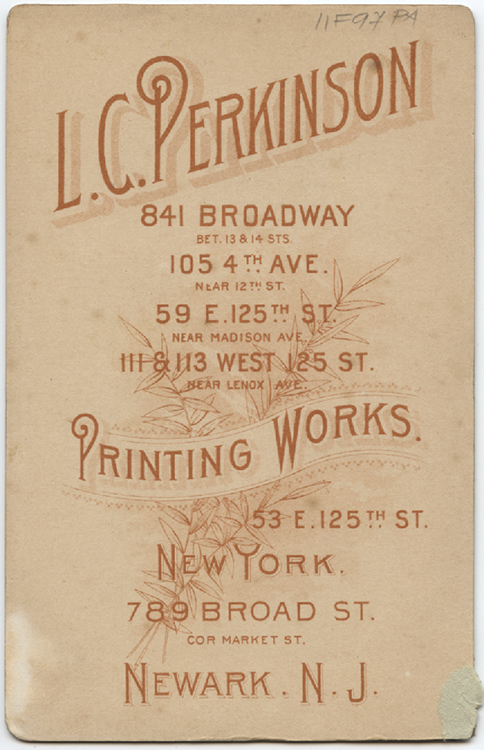 11F97 PA
L.C. PERKINSON
841 BROADWAY
BET. 13 & 14 STS.
105 4TH AVE.
NEAR 12TH ST.
59 E. 125TH ST.
NEAR MADISON AVE.
111 & 113 WEST 125 ST.
NEAR LENOX AVE.
PRINTING WORKS.
53 E. 125TH ST.
NEW YORK.
789 BROAD ST.
COR MARKET ST.
NEWARK. N. J.